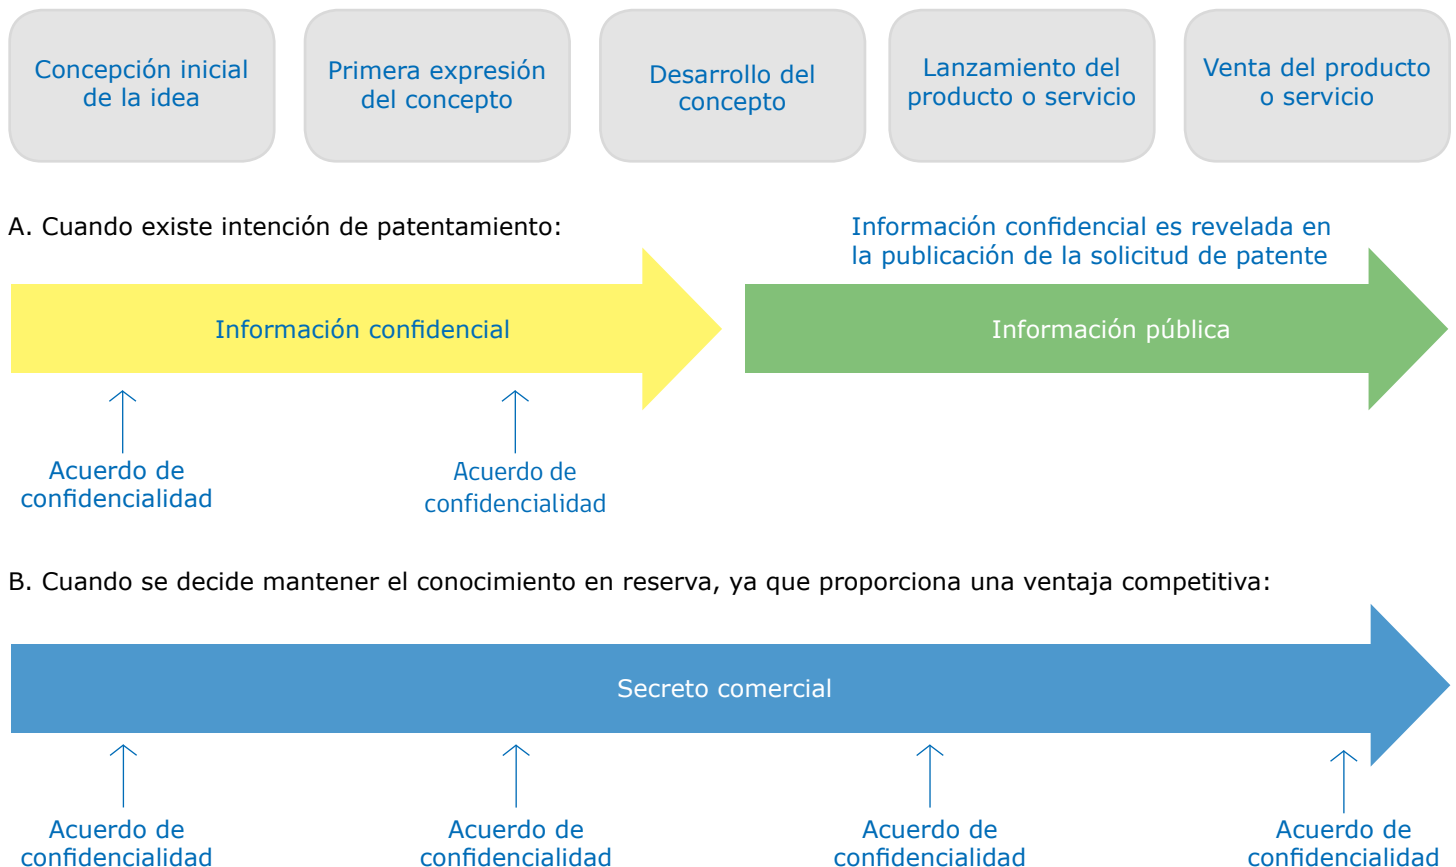 Concepción inicial
de la idea
Primera expresión
del concepto
Desarrollo del
concepto
Lanzamiento del
producto o servicio
Venta del producto
o servicio
A. Cuando existe intención de patentamiento:
Información confidencial es revelada en
la publicación de la solicitud de patente
Información confidencial
Información pública
Acuerdo de
confidencialidad
Acuerdo de
confidencialidad
B. Cuando se decide mantener el conocimiento en reserva, ya que proporciona una ventaja competitiva:
Secreto comercial
Acuerdo de
confidencialidad
Acuerdo de
confidencialidad
Acuerdo de
confidencialidad
Acuerdo de
confidencialidad